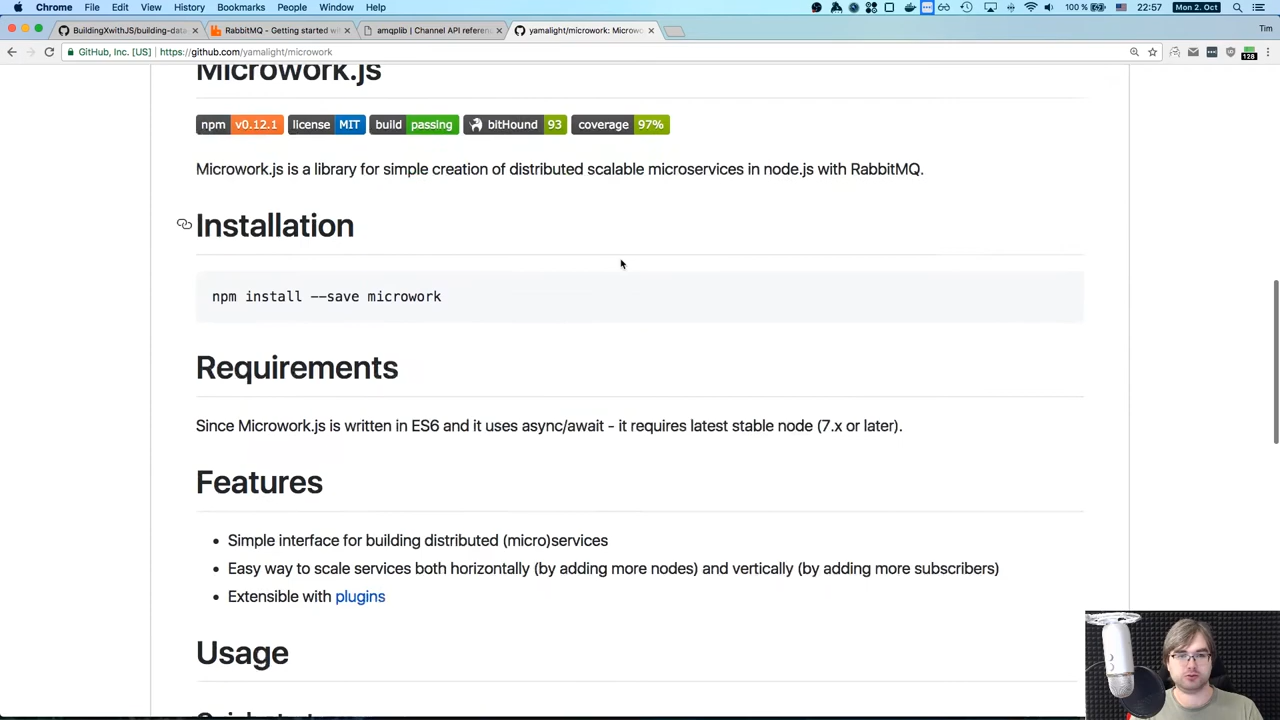 Chrome File Edit View History Bookmarks People Window Help 100 % 22:57 Mon 2. Oct
BuildingXwithJS/building-data RabbitMQ - Getting started wi amqplib | Channel API referen yamalight/microwork: Microwo Tim
GitHub, Inc. [US] https://github.com/yamalight/microwork 128
Microwork.js
npm v0.12.1 license MIT build passing bitHound 93 coverage 97%
Microwork.js is a library for simple creation of distributed scalable microservices in node.js with RabbitMQ.
Installation
npm install --save microwork
Requirements
Since Microwork.js is written in ES6 and it uses async/await - it requires latest stable node (7.x or later).
Features
• Simple interface for building distributed (micro)services
• Easy way to scale services both horizontally (by adding more nodes) and vertically (by adding more subscribers)
• Extensible with plugins
Usage